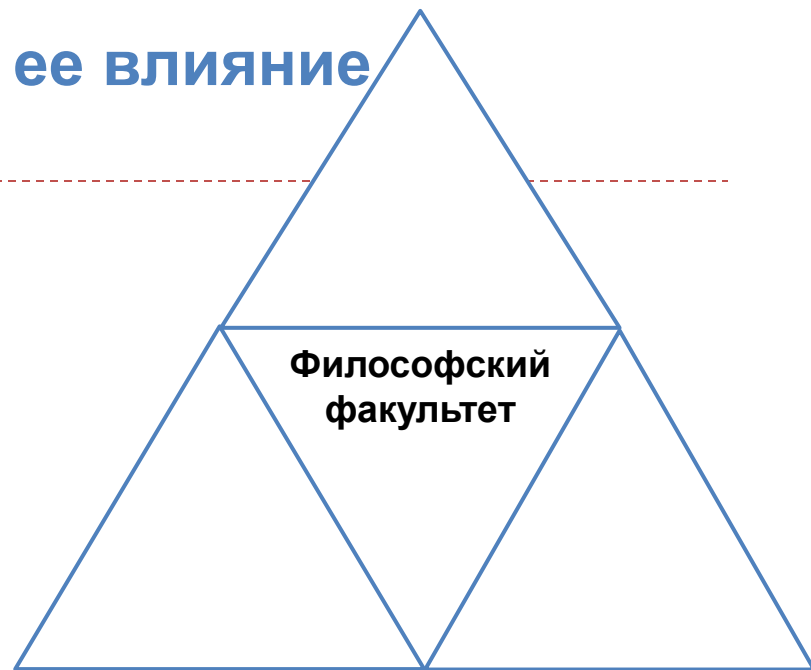 ее влияние
Философский
факультет